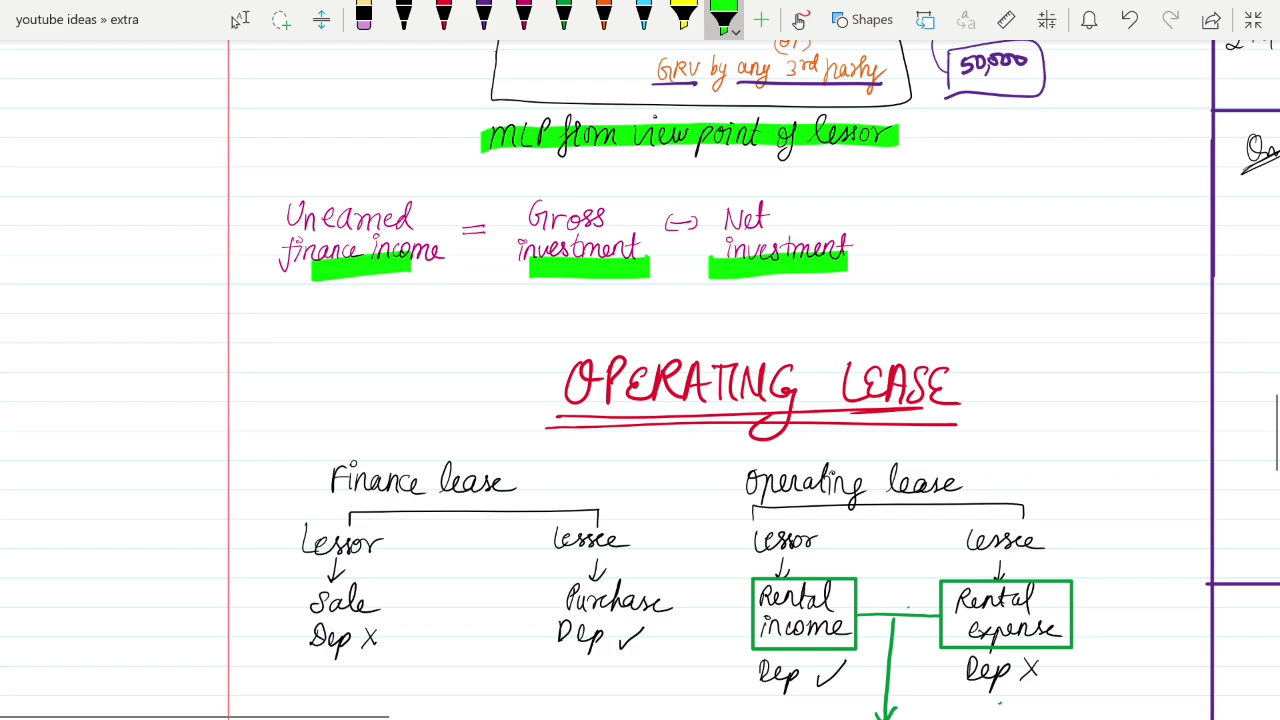 youtube ideas » extra
Shapes
(or)
GRV by any 3rd party
50,000
MLP from view point of lessor
On
Unearned
finance income = Gross
investment (-) Net
investment
OPERATING LEASE
Finance lease
Operating lease
Lessor
Lessee
Lessor
Lessee
Sale
Purchase
Rental
income
Rental
expense
Dep X
Dep ✓
Dep ✓
Dep X